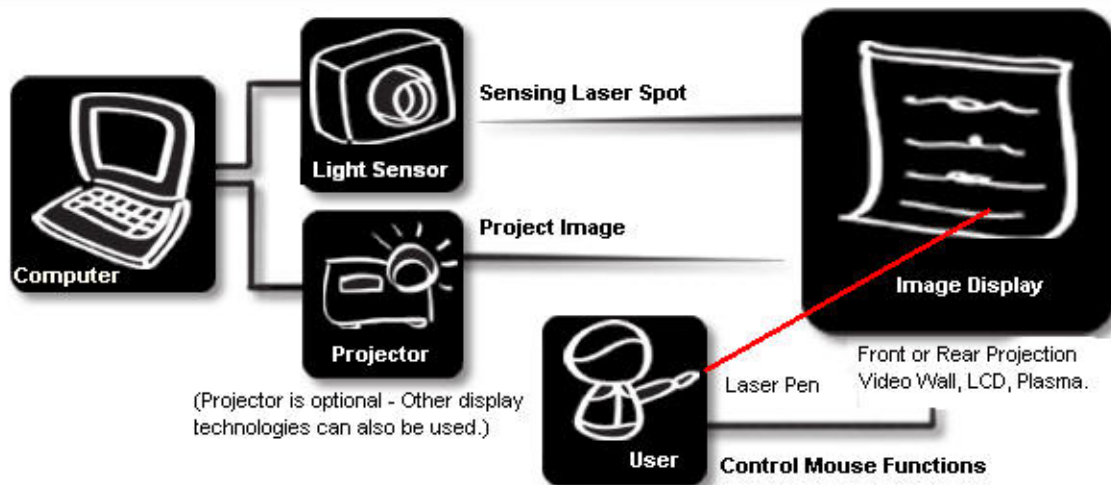 Computer
Light Sensor
Sensing Laser Spot
Projector
Project Image
(Projector is optional - Other display
technologies can also be used.)
Image Display
Front or Rear Projection
Video Wall, LCD, Plasma.
Laser Pen
User
Control Mouse Functions